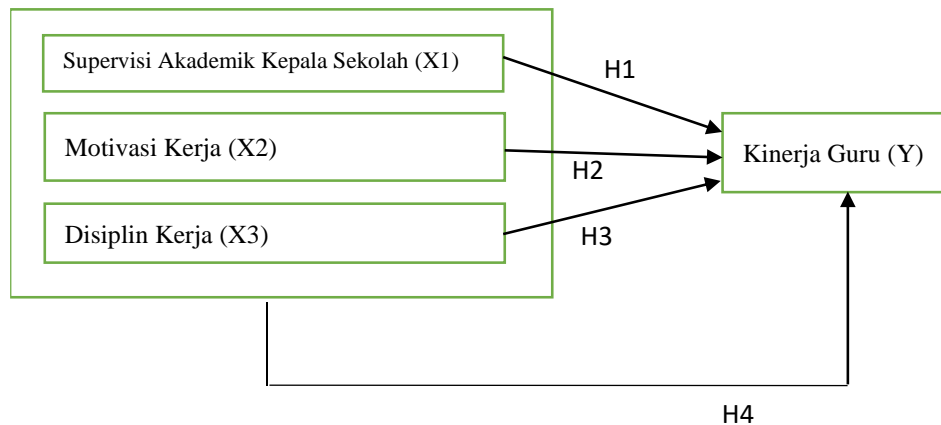 Supervisi Akademik Kepala Sekolah (X1)
H1
Motivasi Kerja (X2)
H2
Kinerja Guru (Y)
Disiplin Kerja (X3)
H3
H4